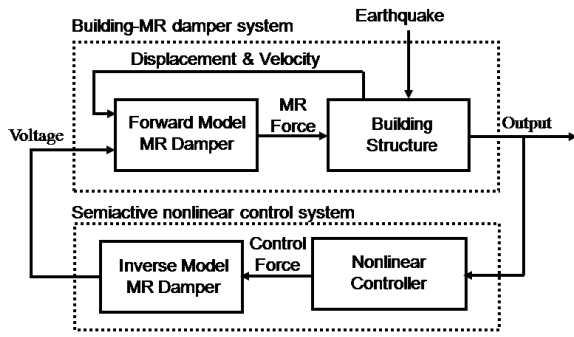 Earthquake
Building-MR damper system
Displacement & Velocity
Forward Model
MR Damper
MR
Force
Building
Structure
Voltage
Output
Semiactive nonlinear control system
Inverse Model
MR Damper
Control
Force
Nonlinear
Controller